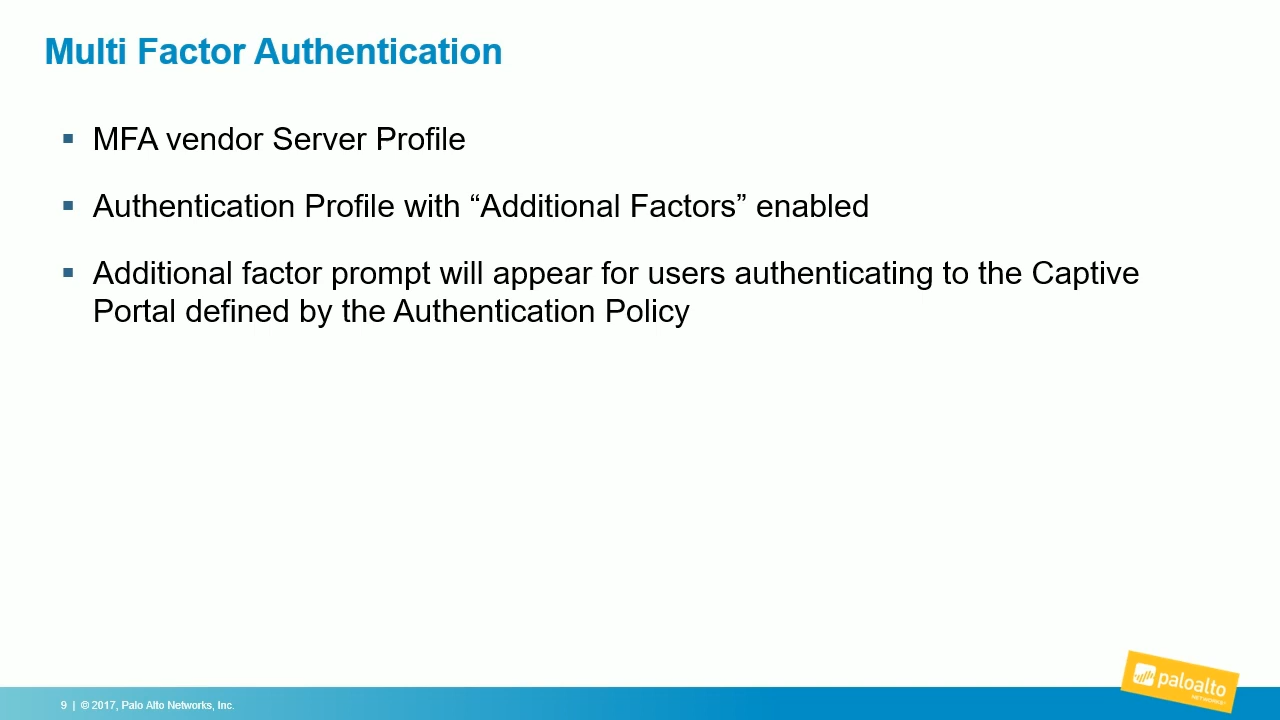 Multi Factor Authentication
▪ MFA vendor Server Profile
▪ Authentication Profile with “Additional Factors” enabled
▪ Additional factor prompt will appear for users authenticating to the Captive
Portal defined by the Authentication Policy
paloalto
NETWORKS
9 | © 2017, Palo Alto Networks, Inc.